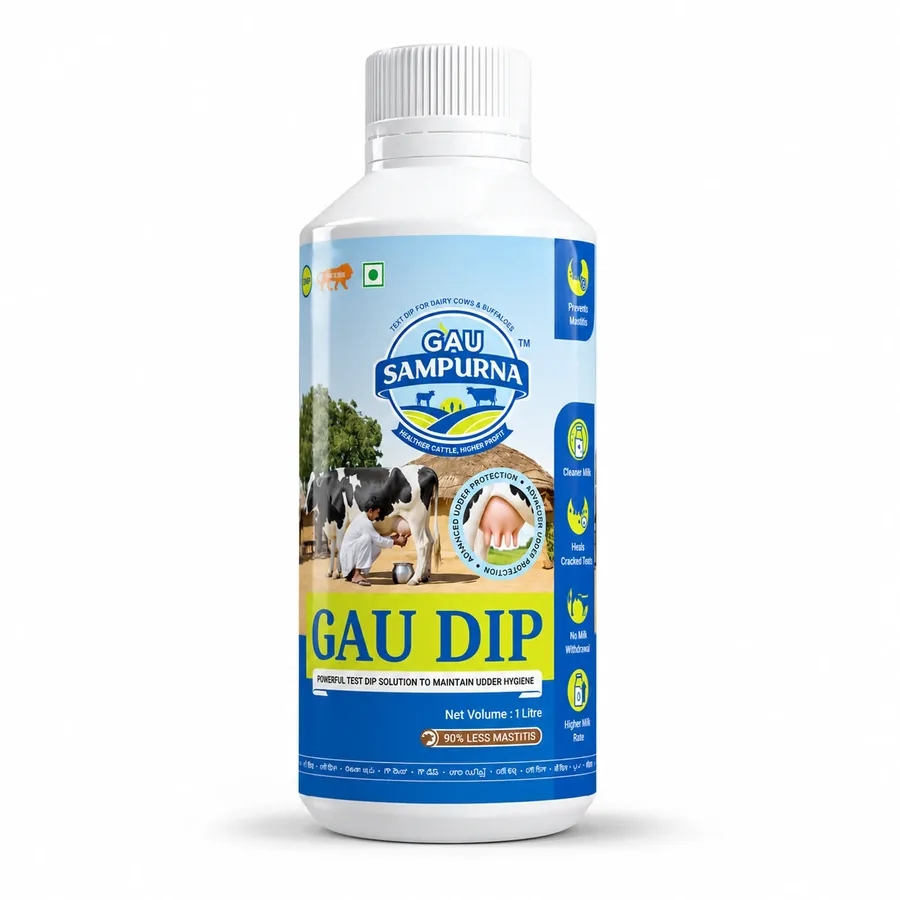 TEXT DIP FOR DAIRY COWS & BUFFALOES
GAU
SAMPURNA
TM
HEALTHIER CATTLE, HIGHER PROFIT
ADVANCED UDDER PROTECTION •
GAU DIP
POWERFUL TEST DIP SOLUTION TO MAINTAIN UDDER HYGIENE
Net Volume : 1 Litre
90% LESS MASTITIS
Prevents
Mastitis
Cleaner Milk
Heals
Cracked Teats
No Milk
Withdrawal
Higher Milk
Rate